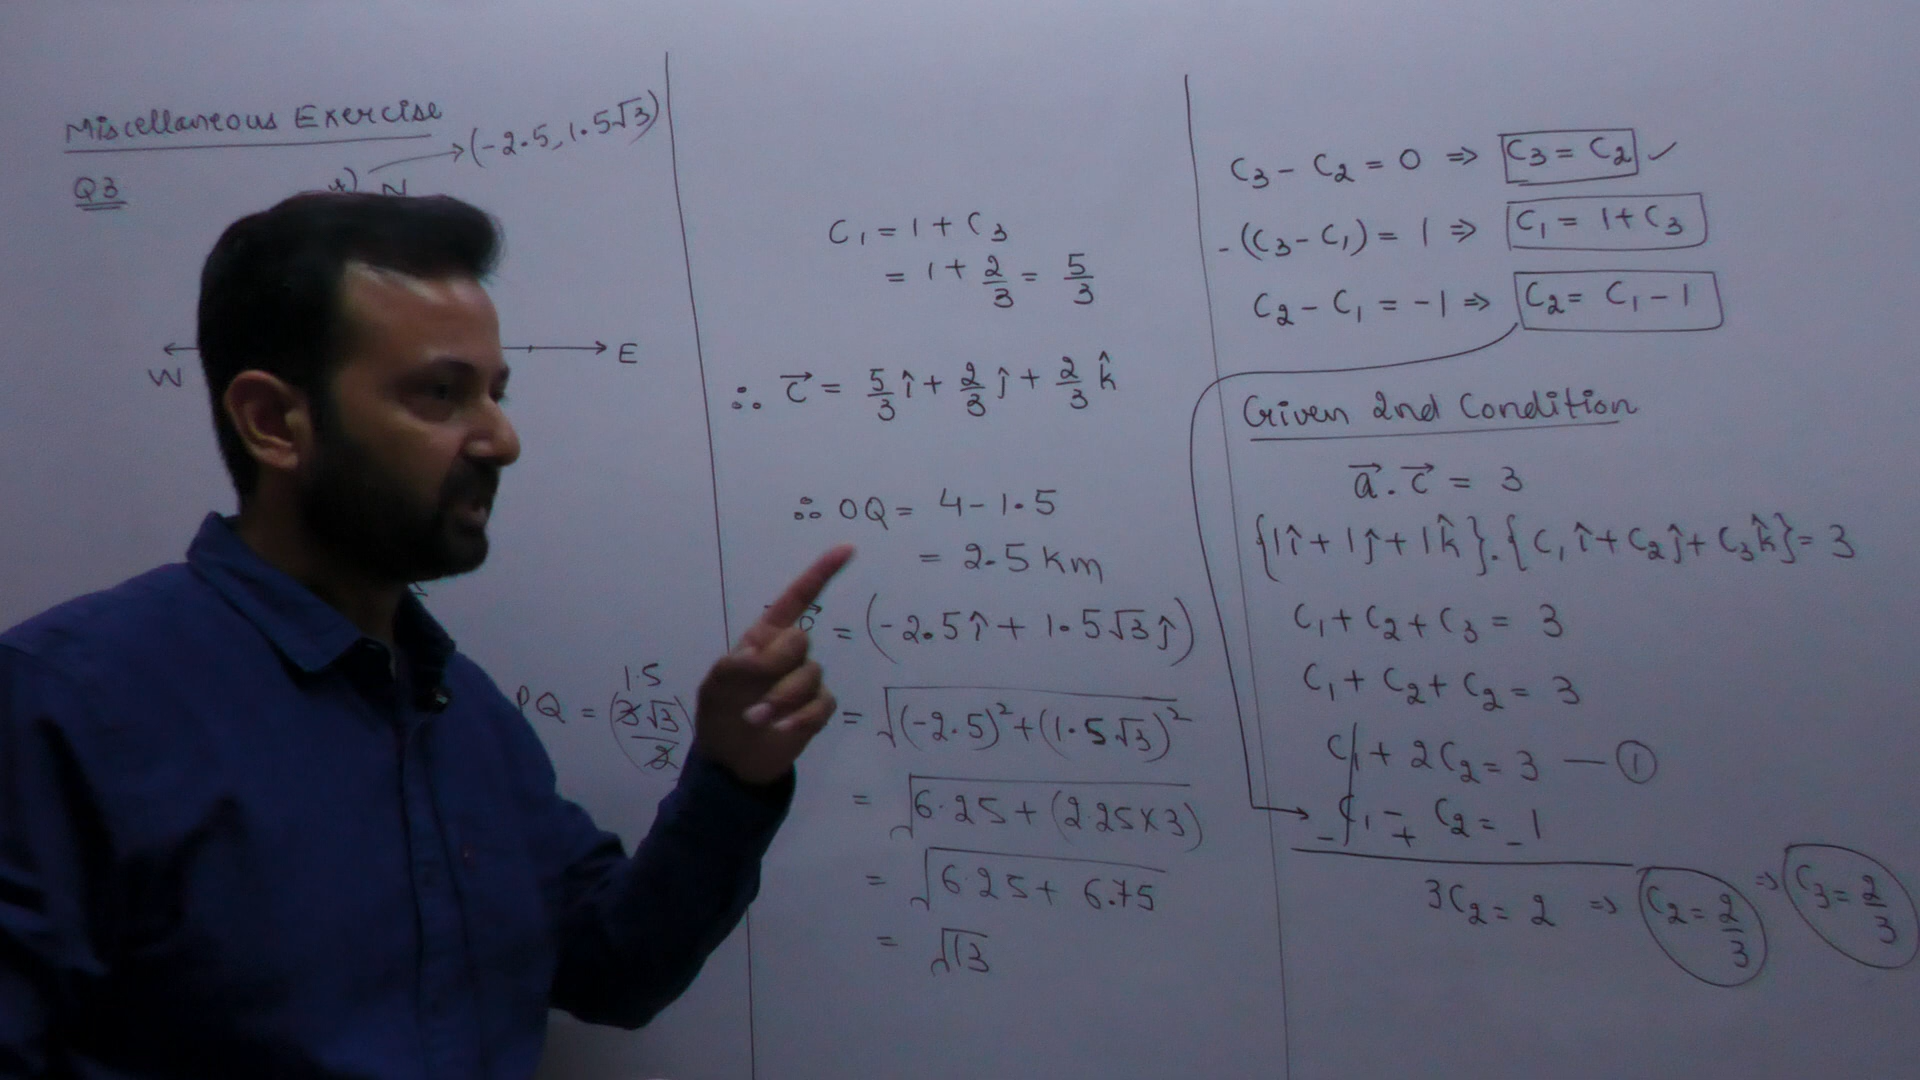 Miscellaneous Exercise
(-2.5, 1.5√3)
Q3
N
W
E
PQ = (3√3/2)
1.5
C₁ = 1 + C₃
= 1 + 2/3 = 5/3
∴ c⃗ = 5/3 î + 2/3 ĵ + 2/3 k̂
∴ OQ = 4 - 1.5
= 2.5 km
= (-2.5î + 1.5√3 ĵ)
= √((-2.5)² + (1.5√3)²)
= √(6.25 + (2.25×3))
= √(6.25 + 6.75)
= √13
C₃ - C₂ = 0 ⇒ C₃ = C₂ ✓
-(C₃ - C₁) = 1 ⇒ C₁ = 1 + C₃
C₂ - C₁ = -1 ⇒ C₂ = C₁ - 1
Given 2nd Condition
a⃗ . c⃗ = 3
{1î + 1ĵ + 1k̂}.{C₁î + C₂ĵ + C₃k̂} = 3
C₁ + C₂ + C₃ = 3
C₁ + C₂ + C₂ = 3
C₁ + 2C₂ = 3 — ①
C₁ - C₂ = 1
- + -
3C₂ = 2 ⇒ C₂ = 2/3 ⇒ C₃ = 2/3